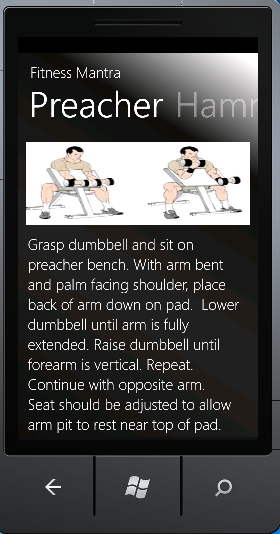 Fitness Mantra
Preacher Hamm
Grasp dumbbell and sit on
preacher bench. With arm bent
and palm facing shoulder, place
back of arm down on pad. Lower
dumbbell until arm is fully
extended. Raise dumbbell until
forearm is vertical. Repeat.
Continue with opposite arm.
Seat should be adjusted to allow
arm pit to rest near top of pad.